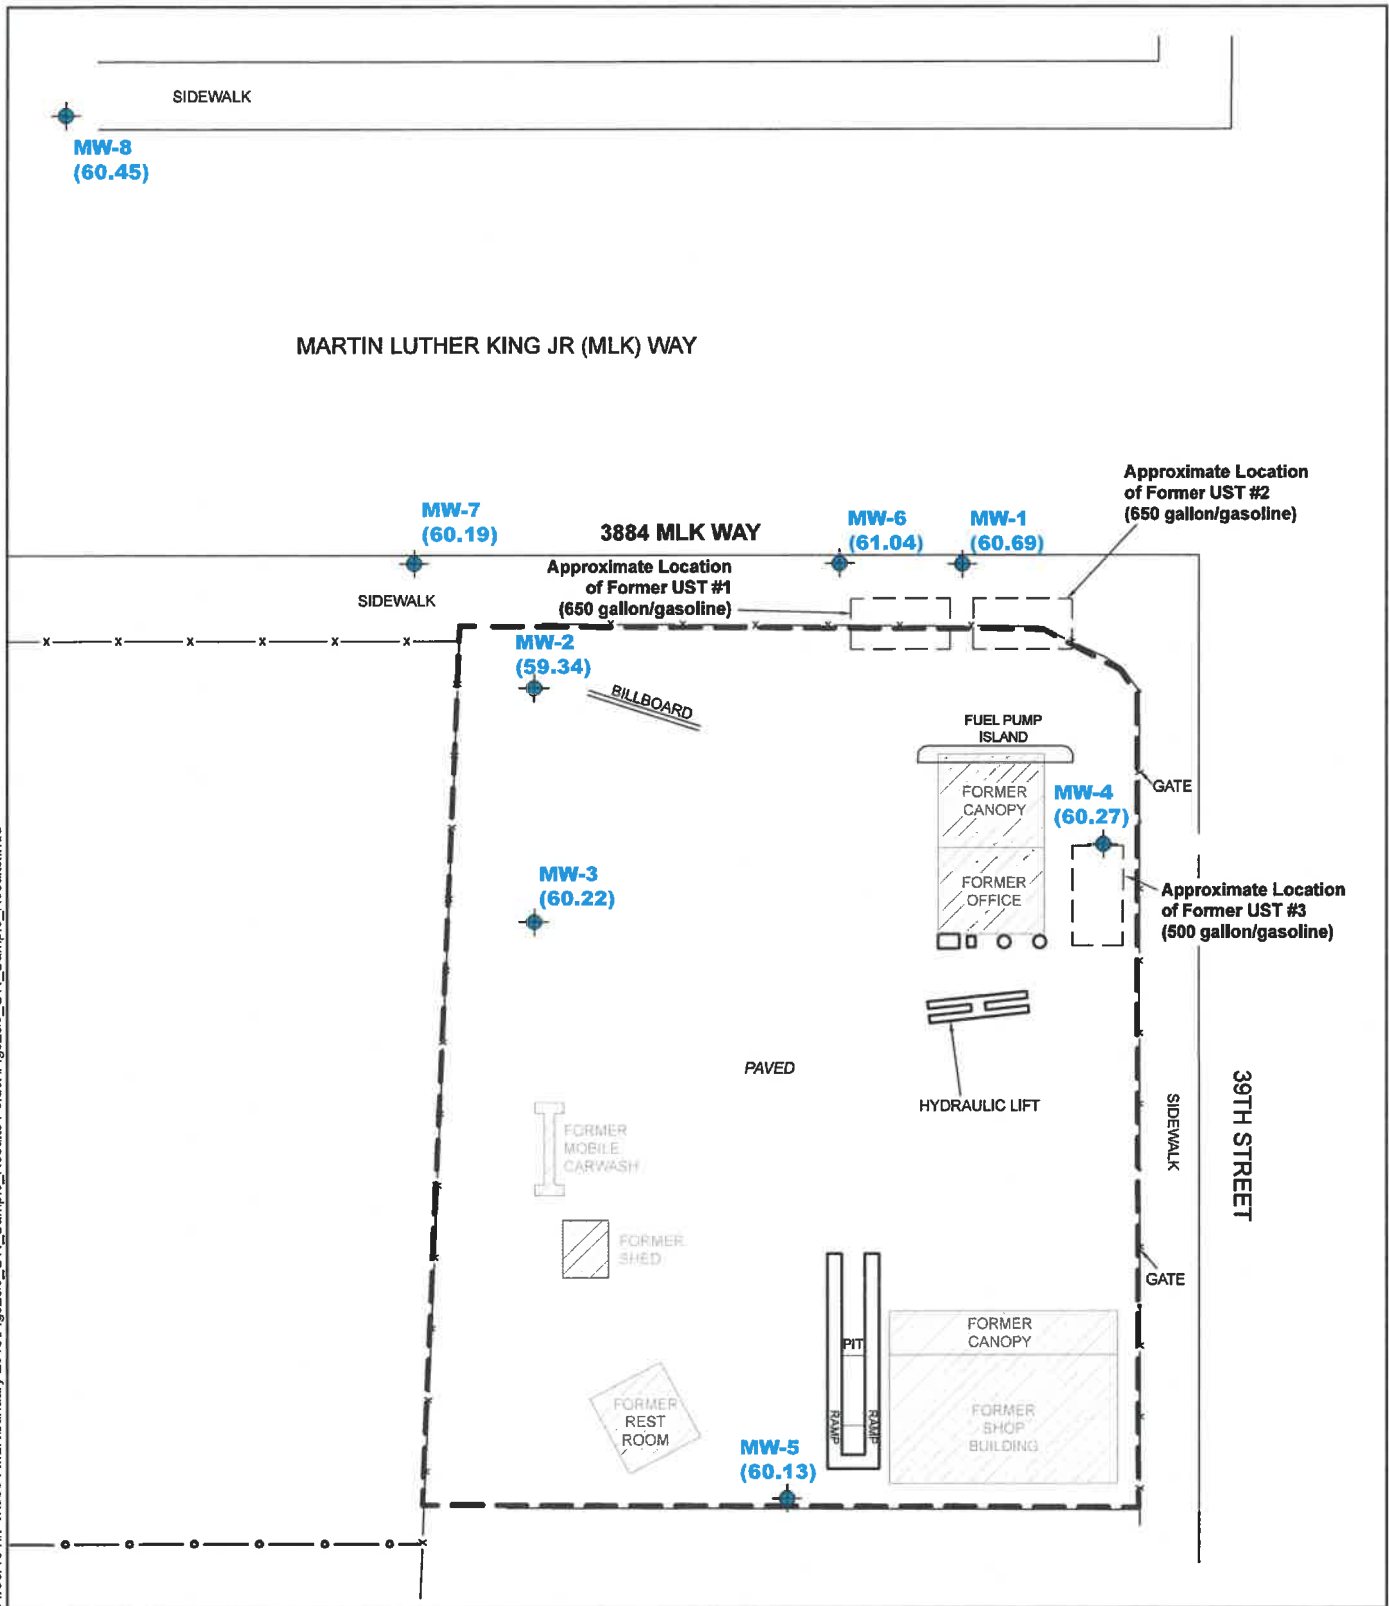 SIDEWALK
MW-8
(60.45)
MARTIN LUTHER KING JR (MLK) WAY
Approximate Location
of Former UST #2
(650 gallon/gasoline)
MW-7
(60.19)
3884 MLK WAY
MW-6
(61.04)
MW-1
(60.69)
Approximate Location
of Former UST #1
(650 gallon/gasoline)
SIDEWALK
MW-2
(59.34)
BILLBOARD
FUEL PUMP
ISLAND
FORMER
CANOPY
MW-4
(60.27)
GATE
MW-3
(60.22)
FORMER
OFFICE
Approximate Location
of Former UST #3
(500 gallon/gasoline)
PAVED
HYDRAULIC LIFT
SIDEWALK
39TH STREET
FORMER
MOBILE
CARWASH
FORMER
SHED
GATE
FORMER
CANOPY
PIT
RAMP
RAMP
FORMER
SHOP
BUILDING
FORMER
REST
ROOM
MW-5
(60.13)